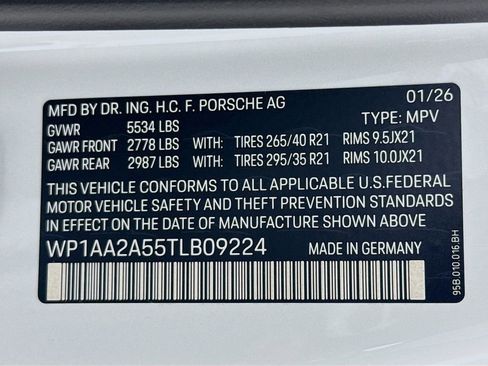 MFD BY DR. ING. H.C. F. PORSCHE AG 01/26
GVWR 5534 LBS TYPE: MPV
GAWR FRONT 2778 LBS WITH: TIRES 265/40 R21 RIMS 9.5JX21
GAWR REAR 2987 LBS WITH: TIRES 295/35 R21 RIMS 10.0JX21
THIS VEHICLE CONFORMS TO ALL APPLICABLE U.S.FEDERAL
MOTOR VEHICLE SAFETY AND THEFT PREVENTION STANDARDS
IN EFFECT ON THE DATE OF MANUFACTURE SHOWN ABOVE.
WP1AA2A55TLB09224 MADE IN GERMANY
95B.010.016.BH